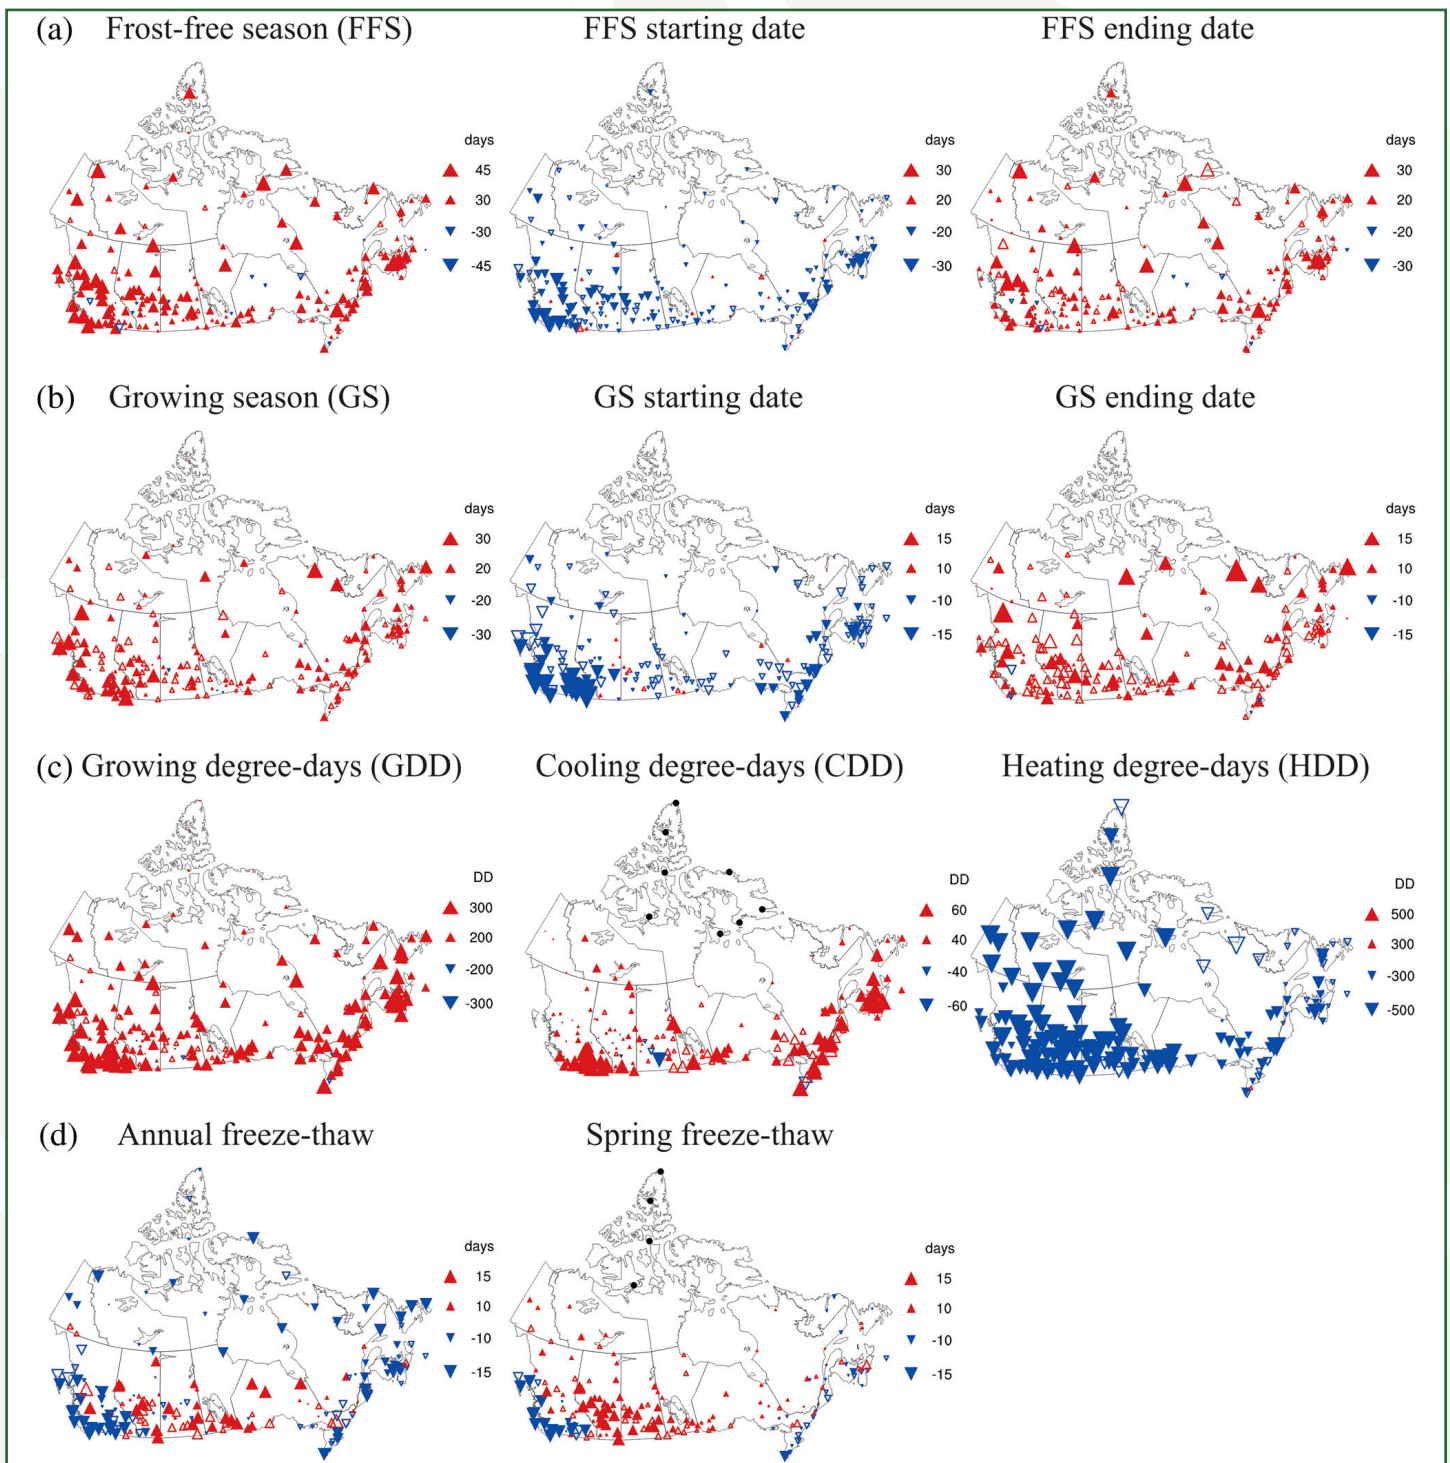 (a) Frost-free season (FFS) FFS starting date FFS ending date
days days days
45 30 30
30 20 20
-30 -20 -20
-45 -30 -30
(b) Growing season (GS) GS starting date GS ending date
days days days
30 15 15
20 10 10
-20 -10 -10
-30 -15 -15
(c) Growing degree-days (GDD) Cooling degree-days (CDD) Heating degree-days (HDD)
DD DD DD
300 60 500
200 40 300
-200 -40 -300
-300 -60 -500
(d) Annual freeze-thaw Spring freeze-thaw
days days
15 15
10 10
-10 -10
-15 -15